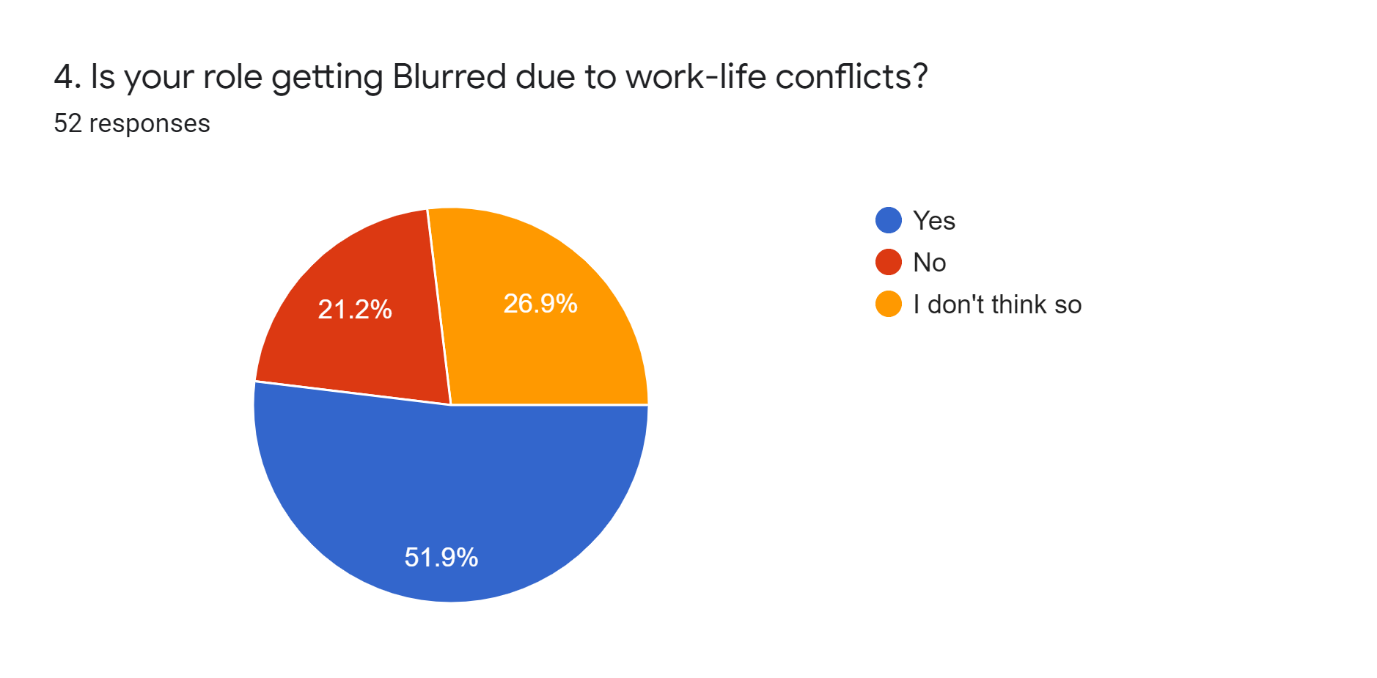 4. Is your role getting Blurred due to work-life conflicts?
52 responses
Yes
No
I don't think so
21.2%
26.9%
51.9%